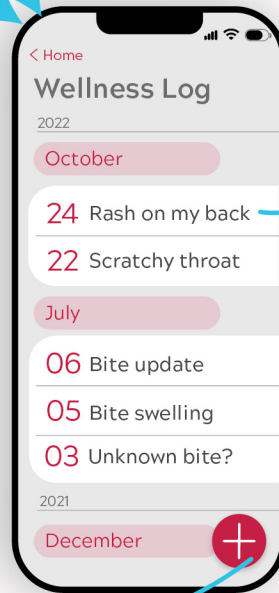 < Home
Wellness Log
2022
October
24 Rash on my back
22 Scratchy throat
July
06 Bite update
05 Bite swelling
03 Unknown bite?
2021
December